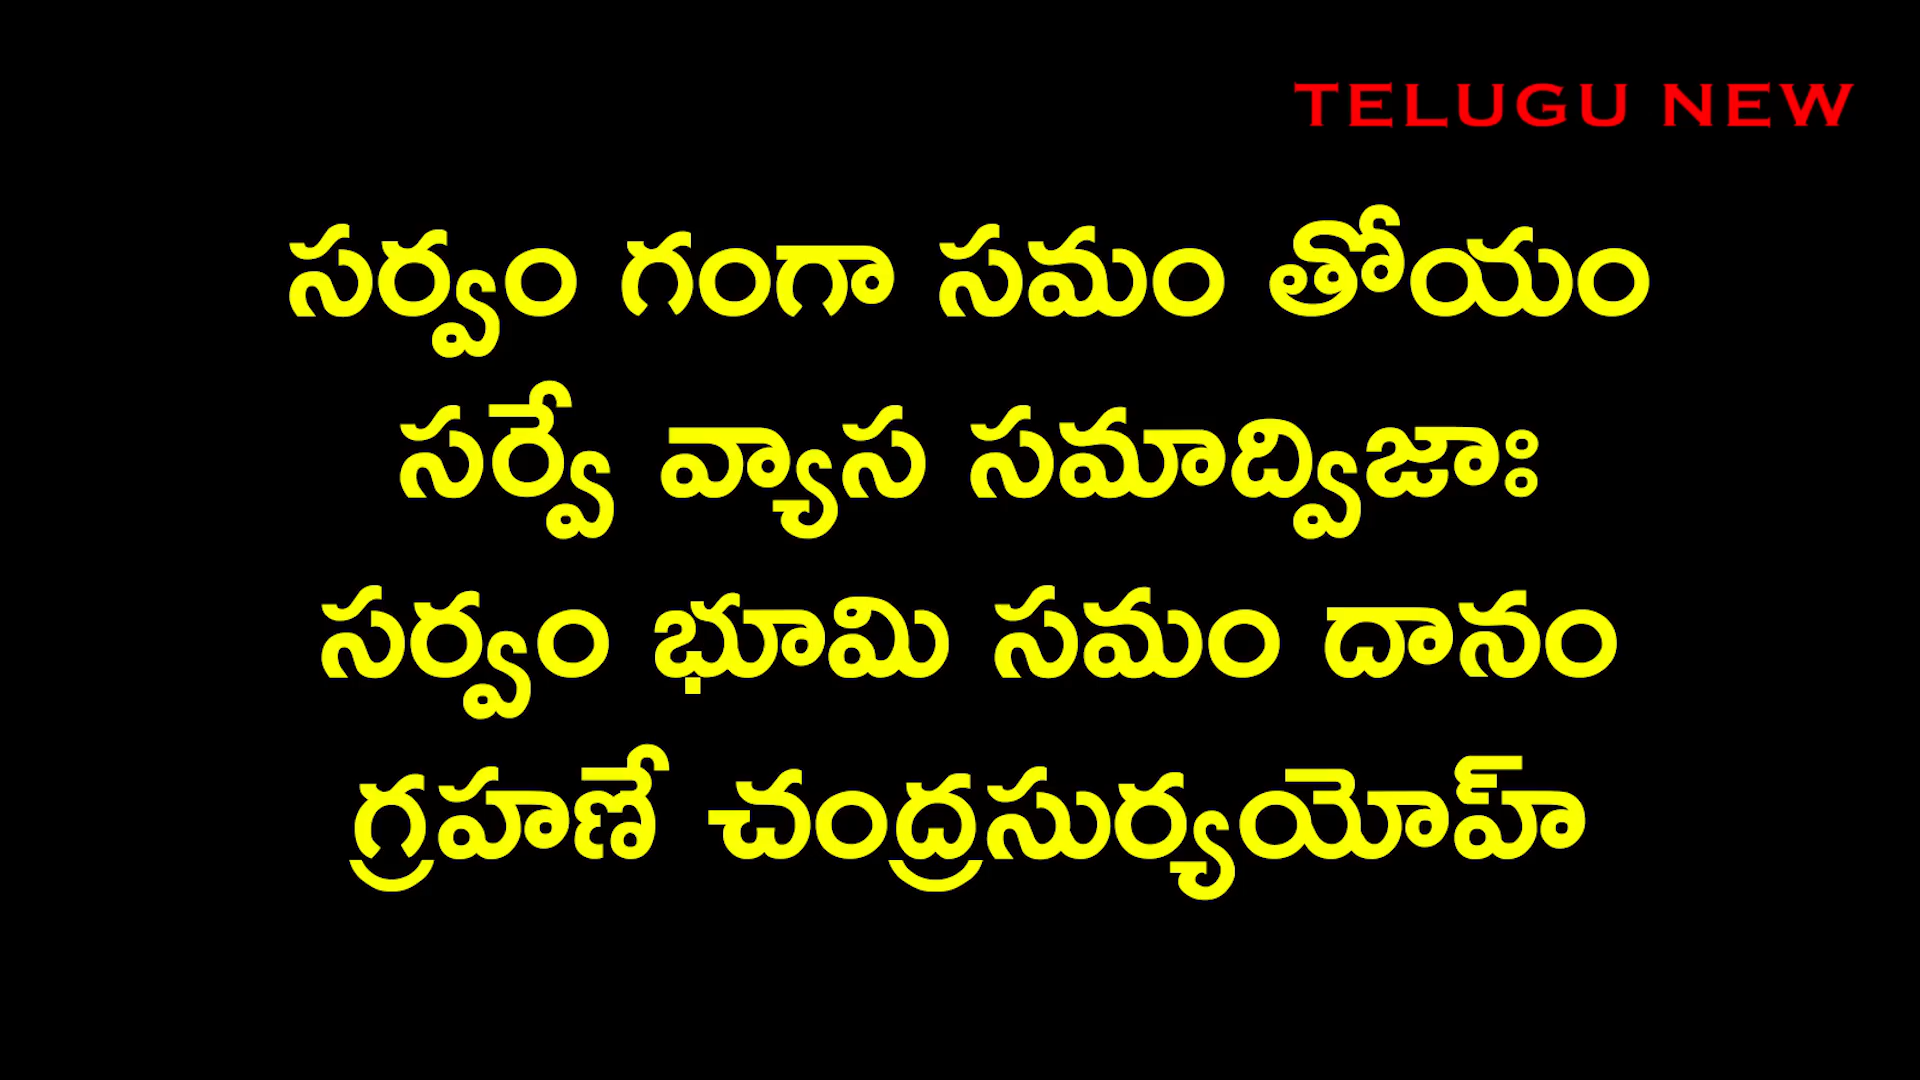 TELUGU NEW
సర్వం గంగా సమం తోయం
సర్వే వ్యాస సమాద్విజాః
సర్వం భూమి సమం దానం
గ్రహణే చంద్రసుర్యయోహ్